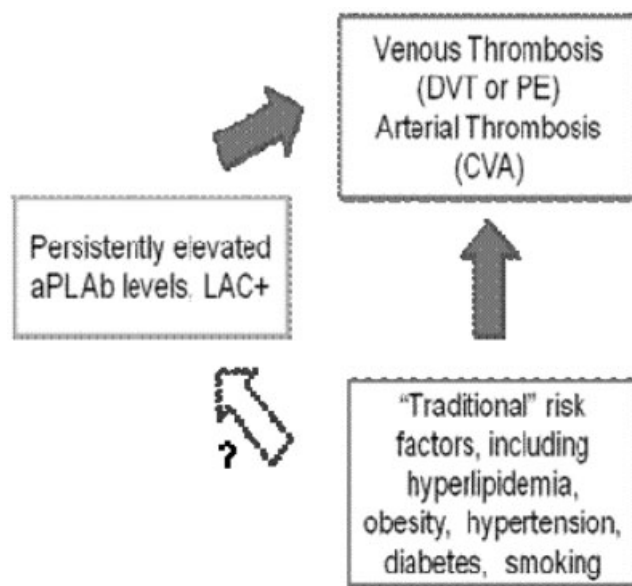 Venous Thrombosis
(DVT or PE)
Arterial Thrombosis
(CVA)
Persistently elevated
aPLAb levels, LAC+
?
“Traditional” risk
factors, including
hyperlipidemia,
obesity, hypertension,
diabetes, smoking